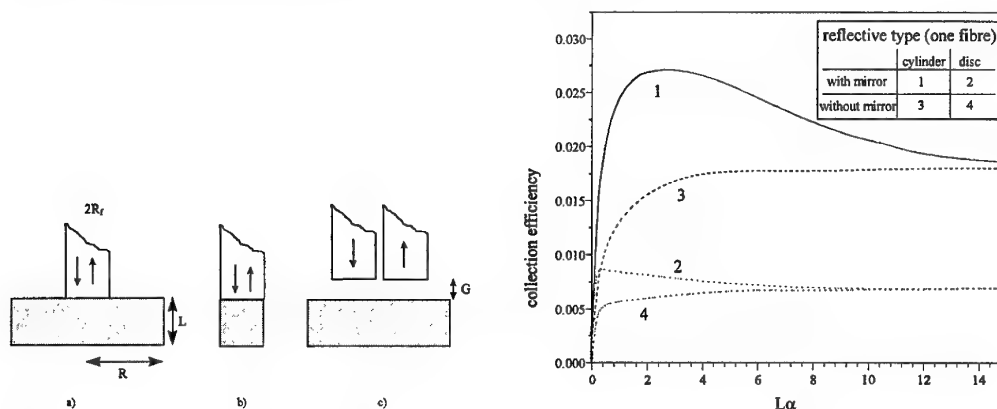 2R_f
L
R
a)
b)
G
c)
collection efficiency
0.030
0.025
0.020
0.015
0.010
0.005
0.000
0 2 4 6 8 10 12 14
Lα
1
3
2
4
reflective type (one fibre)
cylinder disc
with mirror 1 2
without mirror 3 4